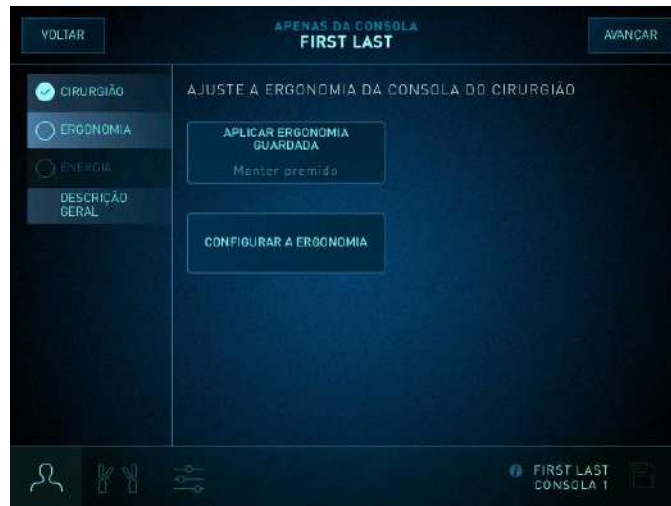 VOLTAR
APENAS DA CONSOLA
FIRST LAST
AVANÇAR
CIRURGIÃO
ERGONOMIA
ENERGIA
DESCRIÇÃO
GERAL
AJUSTE A ERGONOMIA DA CONSOLA DO CIRURGIÃO
APLICAR ERGONOMIA
GUARDADA
Manter premido
CONFIGURAR A ERGONOMIA
FIRST LAST
CONSOLA 1